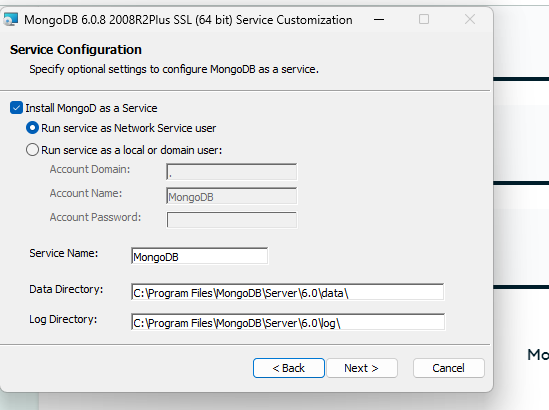 MongoDB 6.0.8 2008R2Plus SSL (64 bit) Service Customization
Service Configuration
Specify optional settings to configure MongoDB as a service.
Install MongoD as a Service
Run service as Network Service user
Run service as a local or domain user:
Account Domain: .
Account Name: MongoDB
Account Password:
Service Name: MongoDB
Data Directory: C:\Program Files\MongoDB\Server\6.0\data\
Log Directory: C:\Program Files\MongoDB\Server\6.0\log\
Mo
< Back Next > Cancel